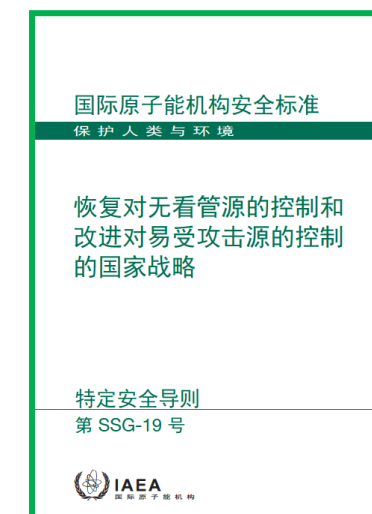 国际原子能机构安全标准
保护人类与环境
恢复对无看管源的控制和
改进对易受攻击源的控制
的国家战略
特定安全导则
第 SSG-19 号
IAEA
国际原子能机构